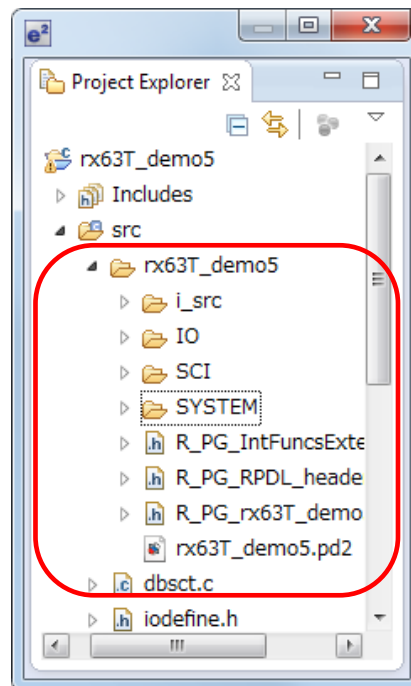 e²
Project Explorer
rx63T_demo5
Includes
src
rx63T_demo5
i_src
IO
SCI
SYSTEM
R_PG_IntFuncsExte
R_PG_RPDL_heade
R_PG_rx63T_demo
rx63T_demo5.pd2
dbsct.c
iodefine.h